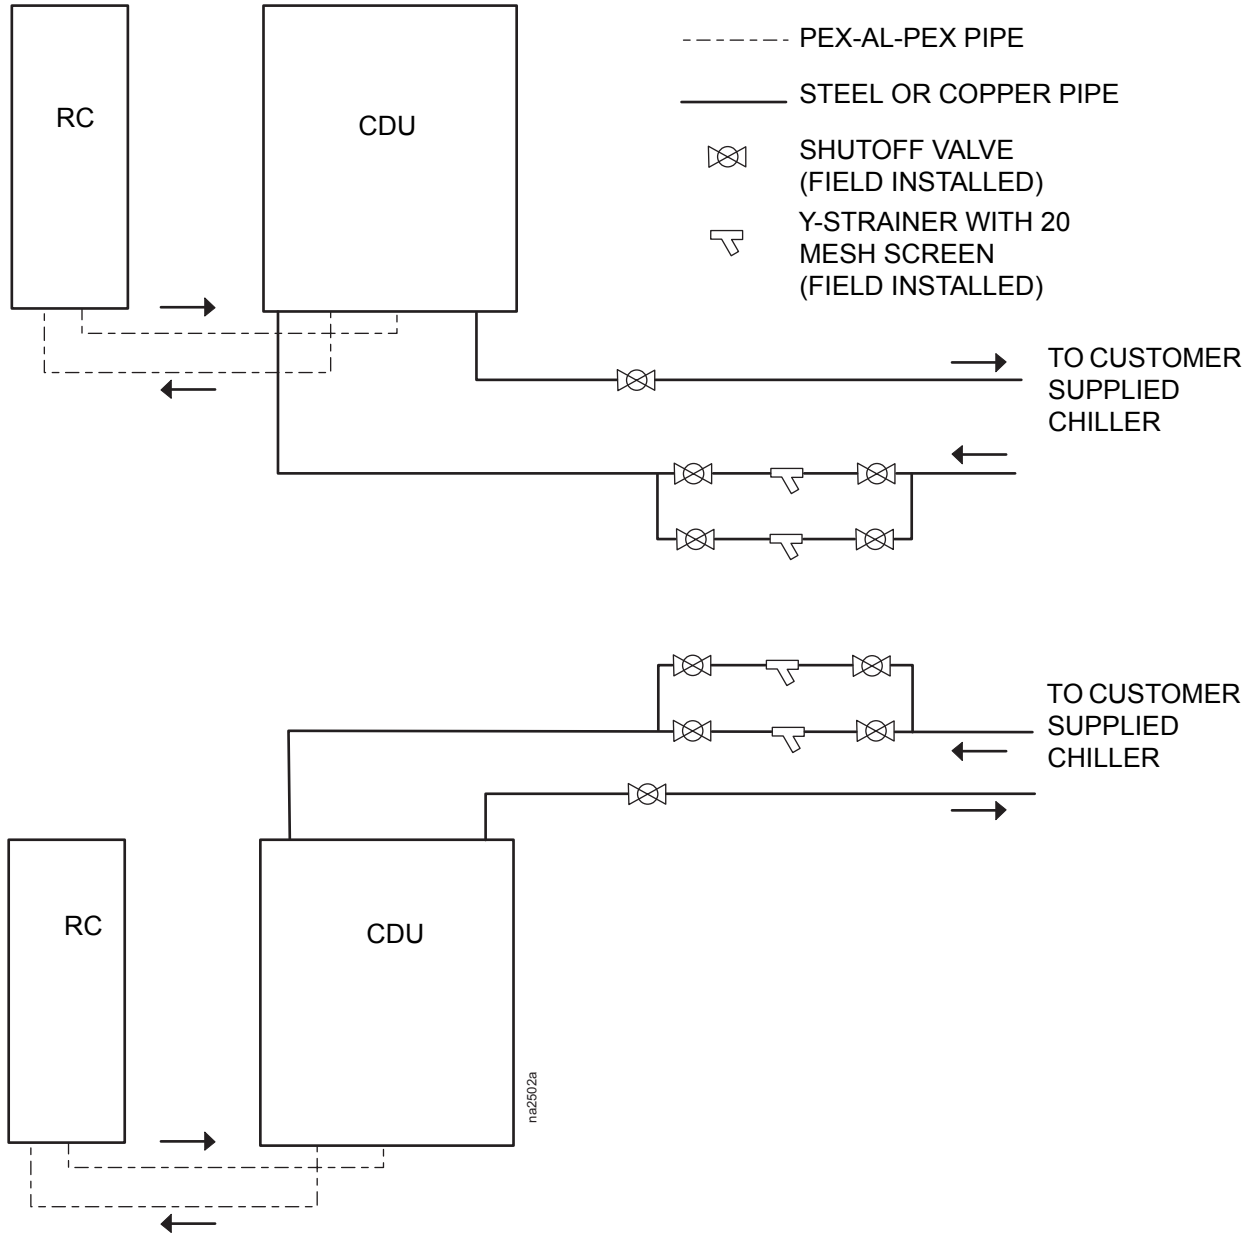 RC
CDU
PEX-AL-PEX PIPE
STEEL OR COPPER PIPE
SHUTOFF VALVE
(FIELD INSTALLED)
Y-STRAINER WITH 20
MESH SCREEN
(FIELD INSTALLED)
TO CUSTOMER
SUPPLIED
CHILLER
TO CUSTOMER
SUPPLIED
CHILLER
RC
CDU
na2502a